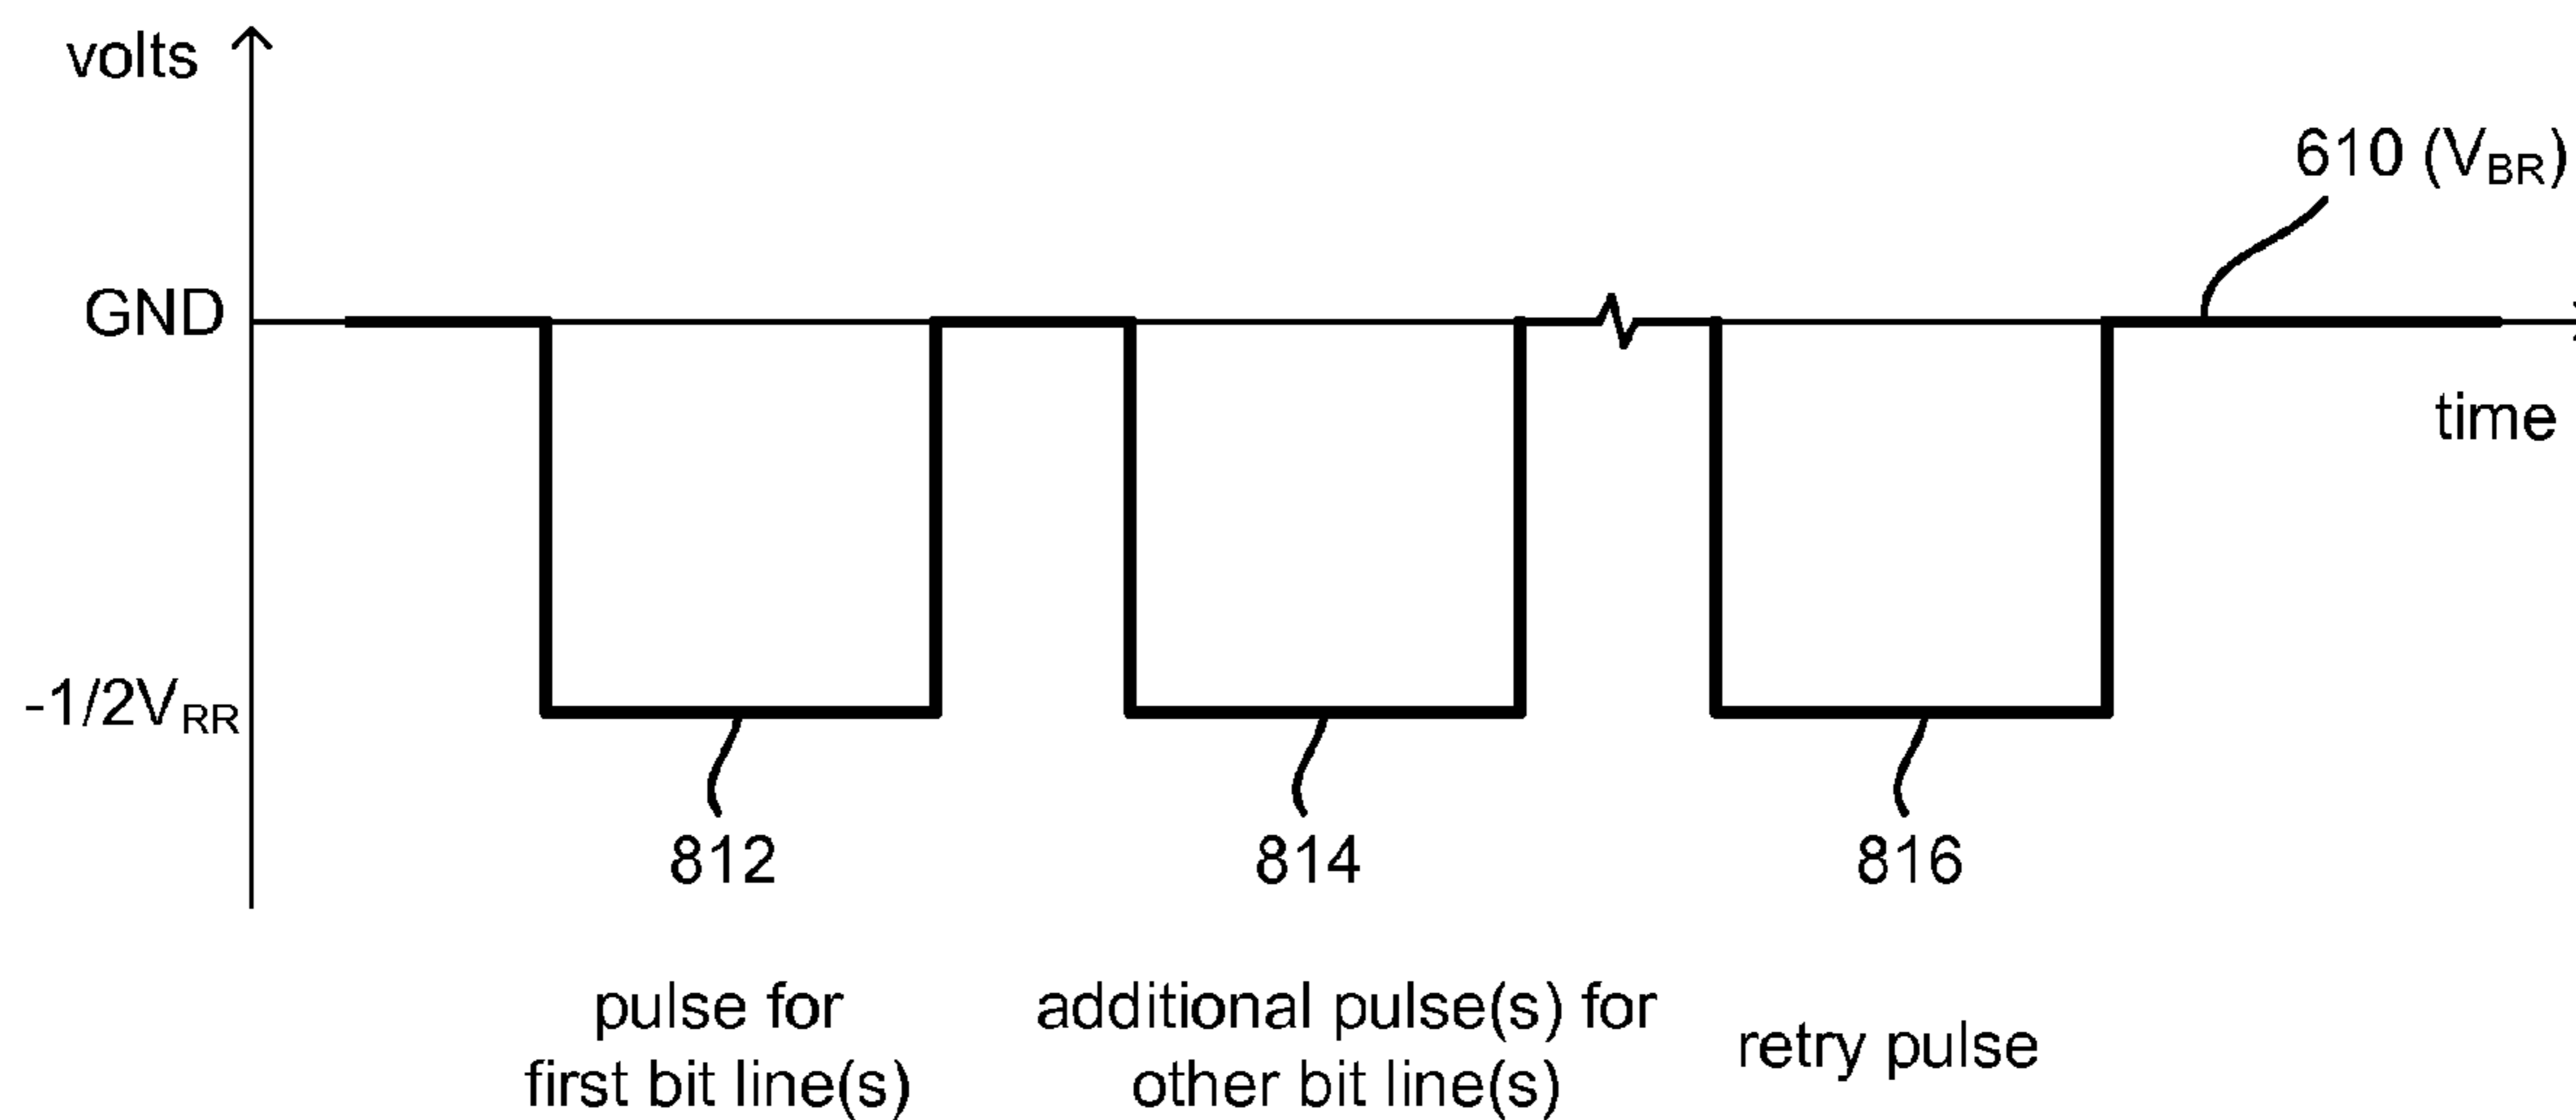 volts
610 (VBR)
GND
time
-1/2VRR
812
814
816
pulse for
first bit line(s)
additional pulse(s) for
other bit line(s)
retry pulse